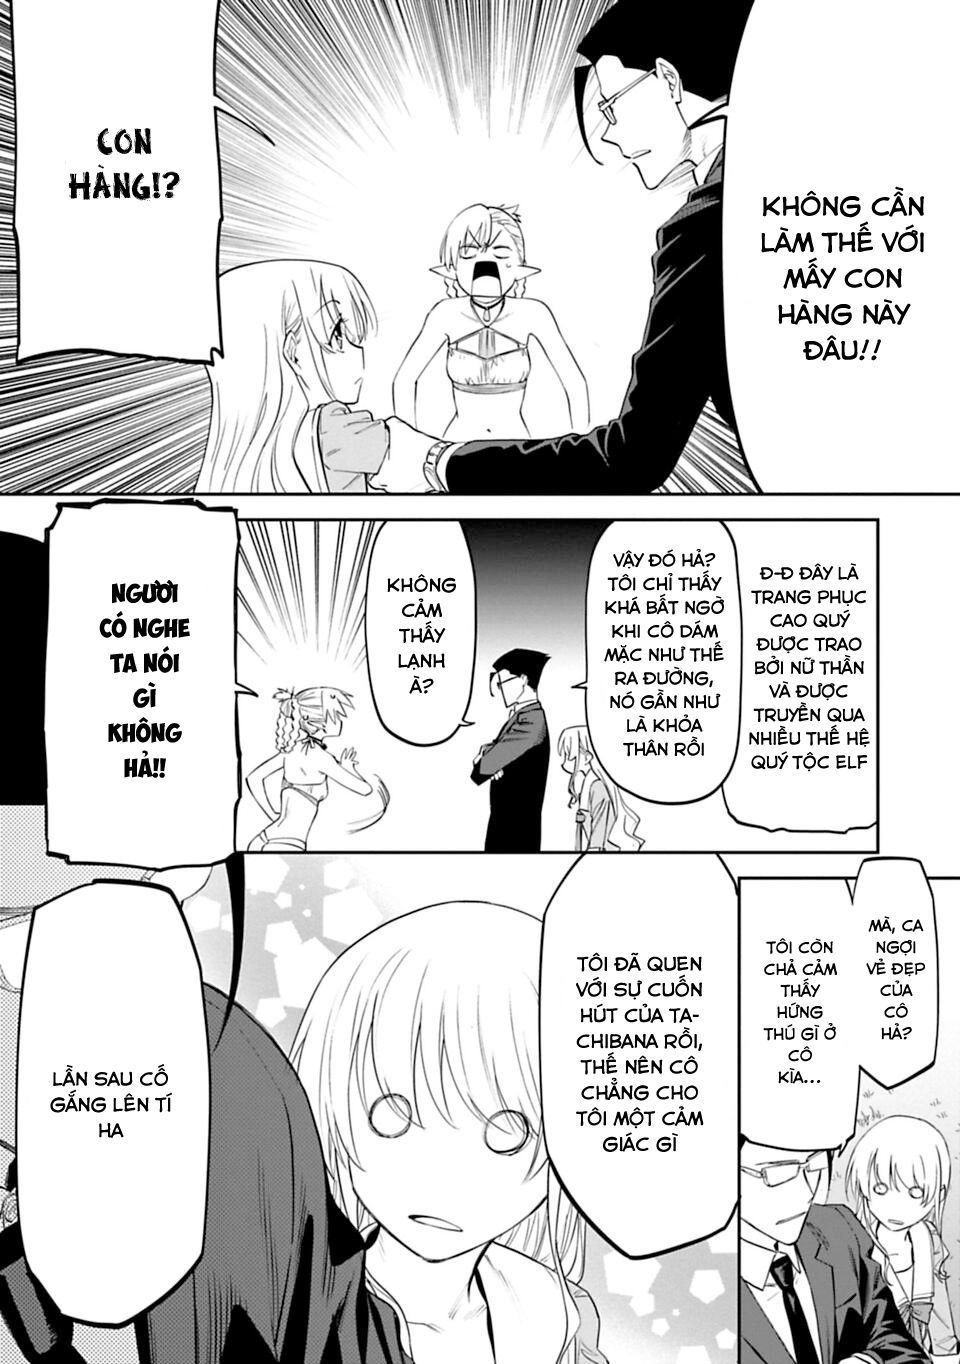 KHÔNG CẦN
LÀM THẾ VỚI
MẤY CON
HÀNG NÀY
ĐÂU!!
CON
HÀNG!?
Đ-Đ ĐÂY LÀ
TRANG PHỤC
CAO QUÝ
ĐƯỢC TRAO
BỞI NỮ THẦN
VÀ ĐƯỢC
TRUYỀN QUA
NHIỀU THẾ HỆ
QUÝ TỘC ELF
VẬY ĐÓ HẢ?
TÔI CHỈ THẤY
KHÁ BẤT NGỜ
KHI CÔ DÁM
MẶC NHƯ THẾ
RA ĐƯỜNG,
NÓ GẦN NHƯ
LÀ KHỎA
THÂN RỒI
KHÔNG
CẢM
THẤY
LẠNH
À?
NGƯƠI
CÓ NGHE
TA NÓI
GÌ
KHÔNG
HẢ!!
MÀ, CA
NGỢI
VẺ ĐẸP
CỦA
CÔ
HẢ?
TÔI CÒN
CHẢ CẢM
THẤY
HỨNG
THÚ GÌ Ở
CÔ
KÌA...
TÔI ĐÃ QUEN
VỚI SỰ CUỐN
HÚT CỦA TA-
CHIBANA RỒI,
THẾ NÊN CÔ
CHẲNG CHO
TÔI MỘT CẢM
GIÁC GÌ
LẦN SAU CỐ
GẮNG LÊN TÍ
HA